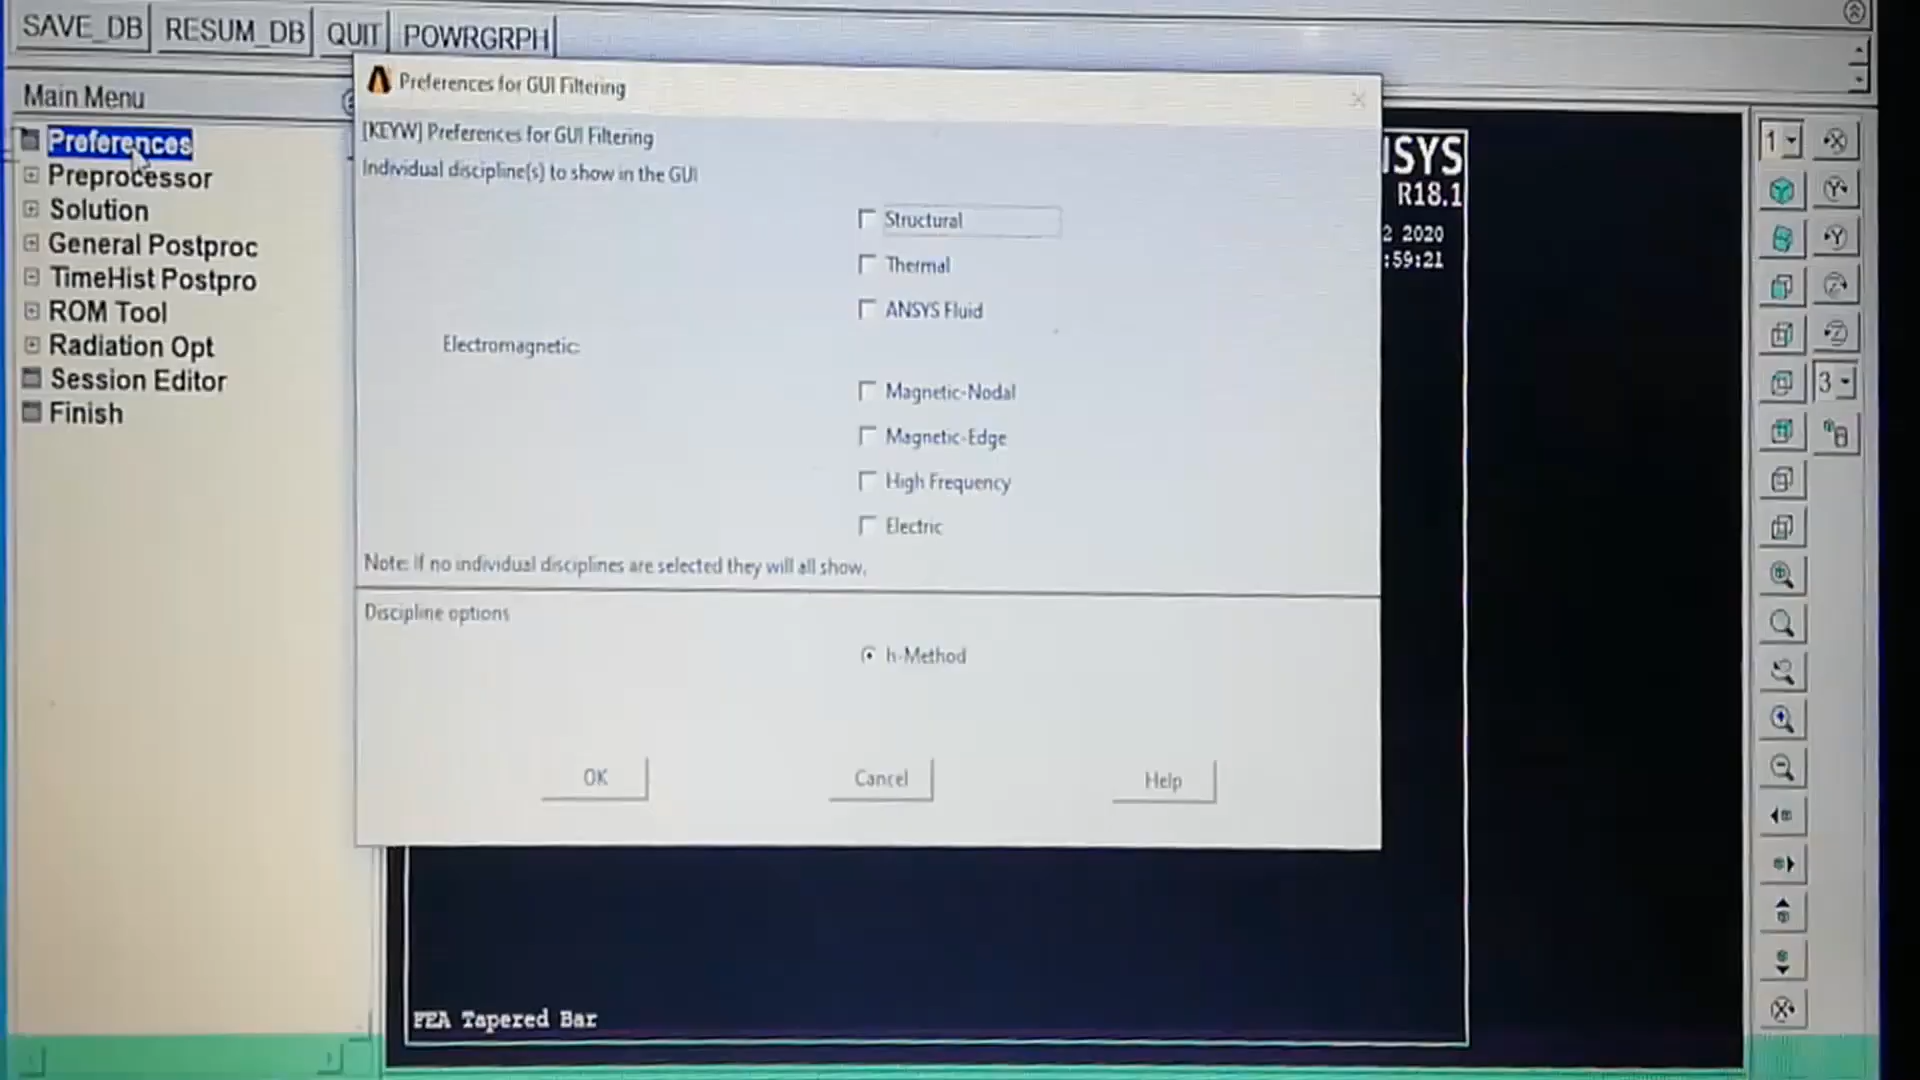 SAVE_DB RESUM_DB QUIT POWRGRPH
Main Menu
Preferences
Preprocessor
Solution
General Postproc
TimeHist Postpro
ROM Tool
Radiation Opt
Session Editor
Finish
Preferences for GUI Filtering
[KEYW] Preferences for GUI Filtering
Individual discipline(s) to show in the GUI
Structural
Thermal
ANSYS Fluid
Electromagnetic:
Magnetic-Nodal
Magnetic-Edge
High Frequency
Electric
Note: If no individual disciplines are selected they will all show.
Discipline options
h-Method
OK Cancel Help
SYS
R18.1
2 2020
:59:21
FEA Tapered Bar
1
3